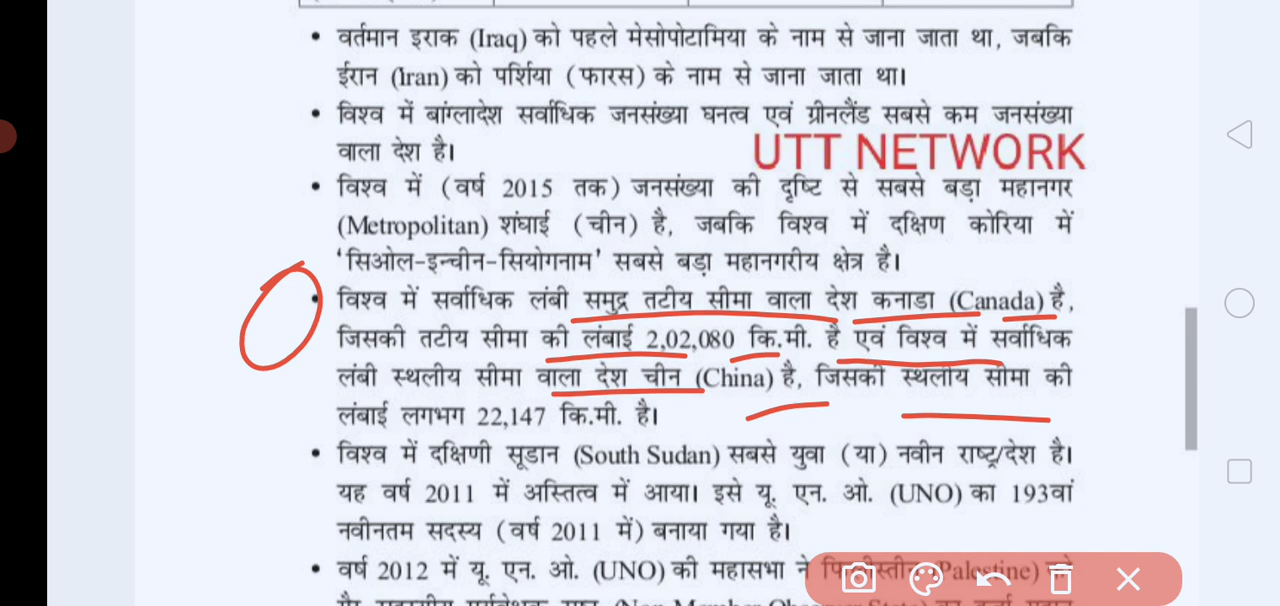 वर्तमान इराक (Iraq) को पहले मेसोपोटामिया के नाम से जाना जाता था, जबकि
ईरान (Iran) को पर्शिया (फारस) के नाम से जाना जाता था।
विश्व में बांग्लादेश सर्वाधिक जनसंख्या घनत्व एवं ग्रीनलैंड सबसे कम जनसंख्या
वाला देश है।
UTT NETWORK
विश्व में (वर्ष 2015 तक) जनसंख्या की दृष्टि से सबसे बड़ा महानगर
(Metropolitan) शंघाई (चीन) है, जबकि विश्व में दक्षिण कोरिया में
‘सिओल-इन्चीन-सियोगनाम’ सबसे बड़ा महानगरीय क्षेत्र है।
विश्व में सर्वाधिक लंबी समुद्र तटीय सीमा वाला देश कनाडा (Canada) है,
जिसकी तटीय सीमा की लंबाई 2,02,080 कि.मी. है एवं विश्व में सर्वाधिक
लंबी स्थलीय सीमा वाला देश चीन (China) है, जिसकी स्थलीय सीमा की
लंबाई लगभग 22,147 कि.मी. है।
विश्व में दक्षिणी सूडान (South Sudan) सबसे युवा (या) नवीन राष्ट्र/देश है।
यह वर्ष 2011 में अस्तित्व में आया। इसे यू. एन. ओ. (UNO) का 193वां
नवीनतम सदस्य (वर्ष 2011 में) बनाया गया है।
वर्ष 2012 में यू. एन. ओ. (UNO) की महासभा ने Palestine)